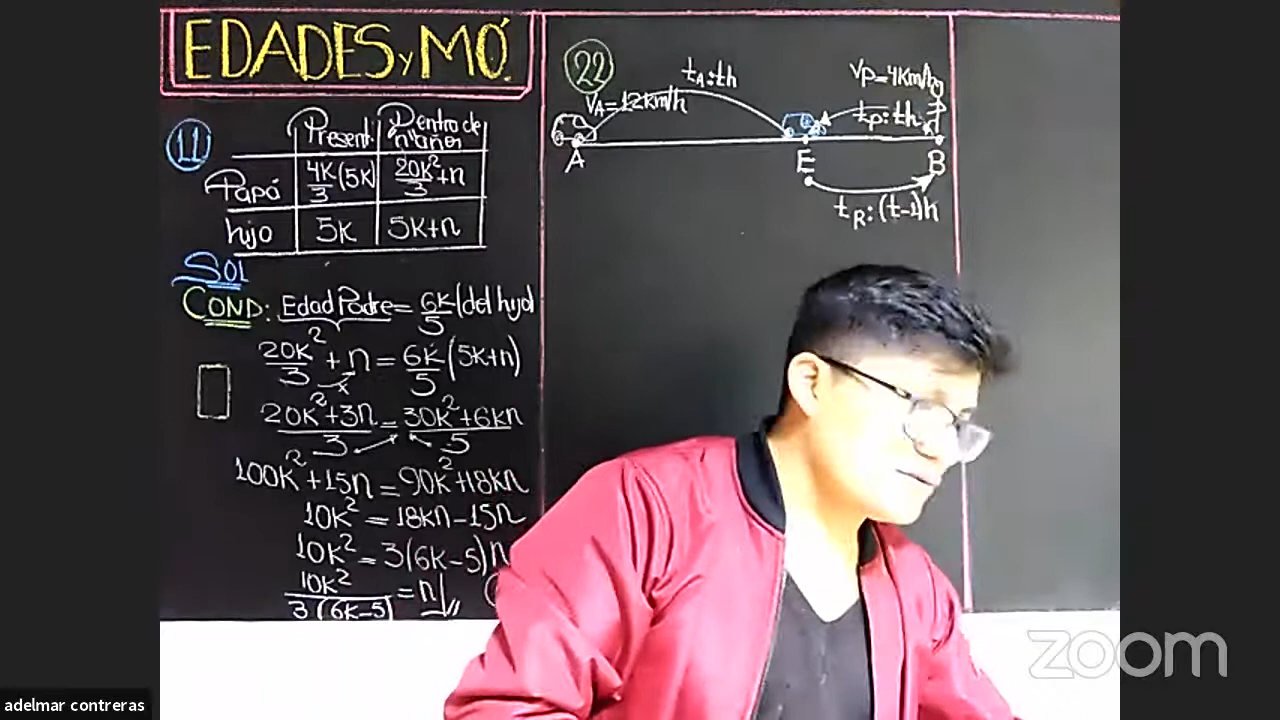 EDADES y MÓ.
11
Present. Dentro de "n" años
Papá 4K/3 (5K) 20K²/3 + n
hijo 5K 5K+n
SOl
COND: Edad Padre = 6K/5 (del hijo)
20K²/3 + n = 6K/5 (5K+n)
20K²+3n/3 = 30K²+6kn/5
100K²+15n = 90K²+18Kn
10K² = 18Kn-15n
10K² = 3(6K-5)n
10K²/3(6K-5) = n
22
tA: th
VA=12Km/h
VP=4Km/h
tP: th
A E B
tR: (t-1)h
zoom
adelmar contreras